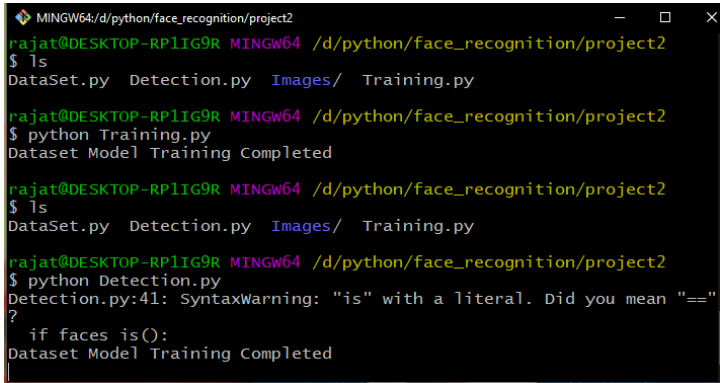 MINGW64:/d/python/face_recognition/project2
rajat@DESKTOP-RP1IG9R MINGW64 /d/python/face_recognition/project2
$ ls
DataSet.py  Detection.py  Images/  Training.py

rajat@DESKTOP-RP1IG9R MINGW64 /d/python/face_recognition/project2
$ python Training.py
Dataset Model Training Completed

rajat@DESKTOP-RP1IG9R MINGW64 /d/python/face_recognition/project2
$ ls
DataSet.py  Detection.py  Images/  Training.py

rajat@DESKTOP-RP1IG9R MINGW64 /d/python/face_recognition/project2
$ python Detection.py
Detection.py:41: SyntaxWarning: "is" with a literal. Did you mean "=="
?
  if faces is():
Dataset Model Training Completed